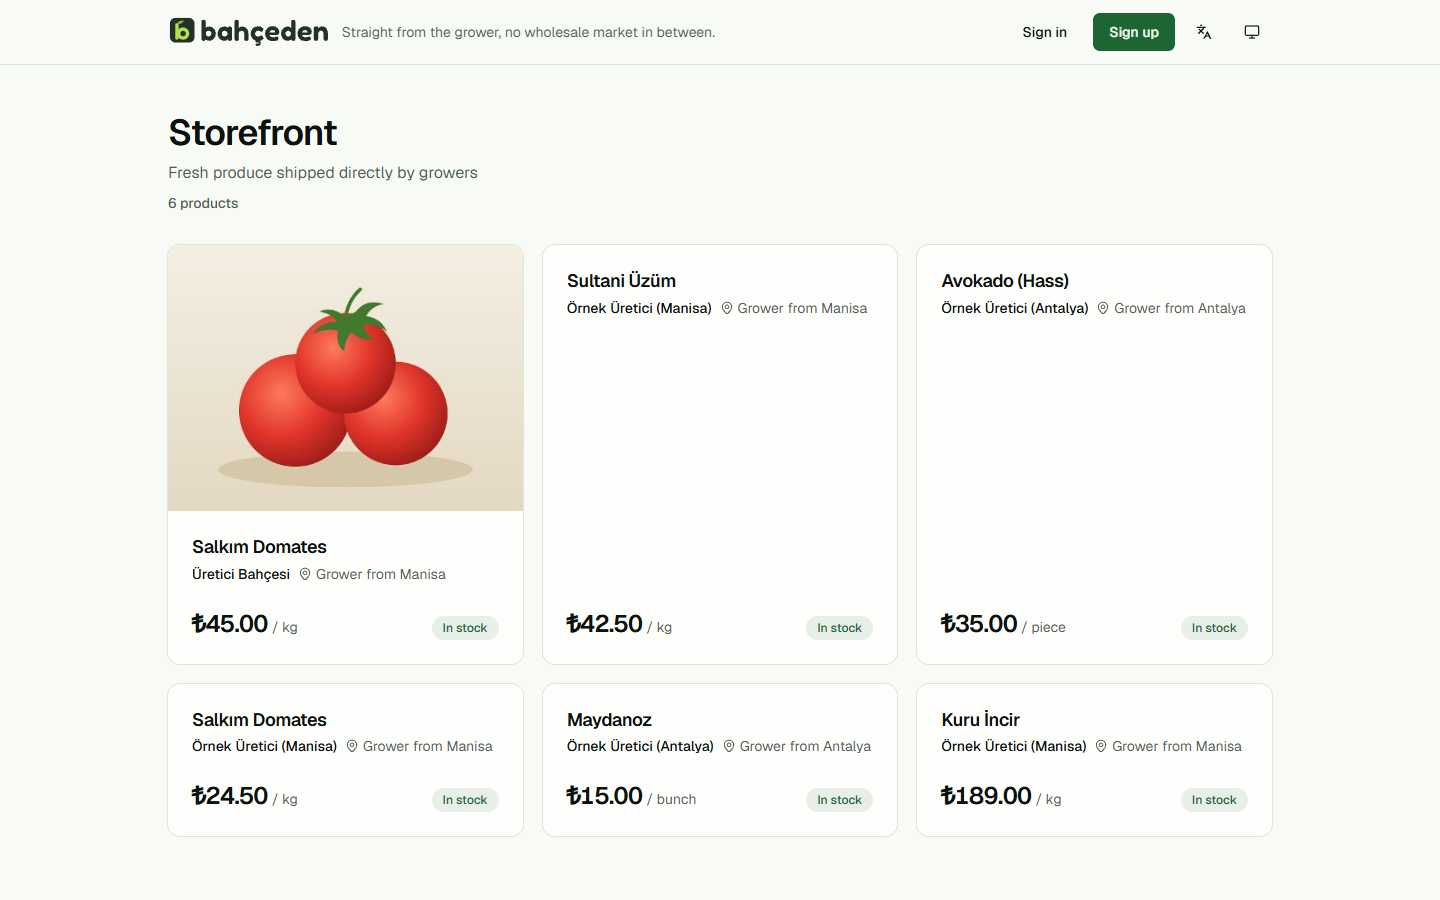 bahçeden
Straight from the grower, no wholesale market in between.
Sign in
Sign up
Storefront
Fresh produce shipped directly by growers
6 products
Salkım Domates
Üretici Bahçesi Grower from Manisa
₺45.00 / kg
In stock
Sultani Üzüm
Örnek Üretici (Manisa) Grower from Manisa
₺42.50 / kg
In stock
Avokado (Hass)
Örnek Üretici (Antalya) Grower from Antalya
₺35.00 / piece
In stock
Salkım Domates
Örnek Üretici (Manisa) Grower from Manisa
₺24.50 / kg
In stock
Maydanoz
Örnek Üretici (Antalya) Grower from Antalya
₺15.00 / bunch
In stock
Kuru İncir
Örnek Üretici (Manisa) Grower from Manisa
₺189.00 / kg
In stock